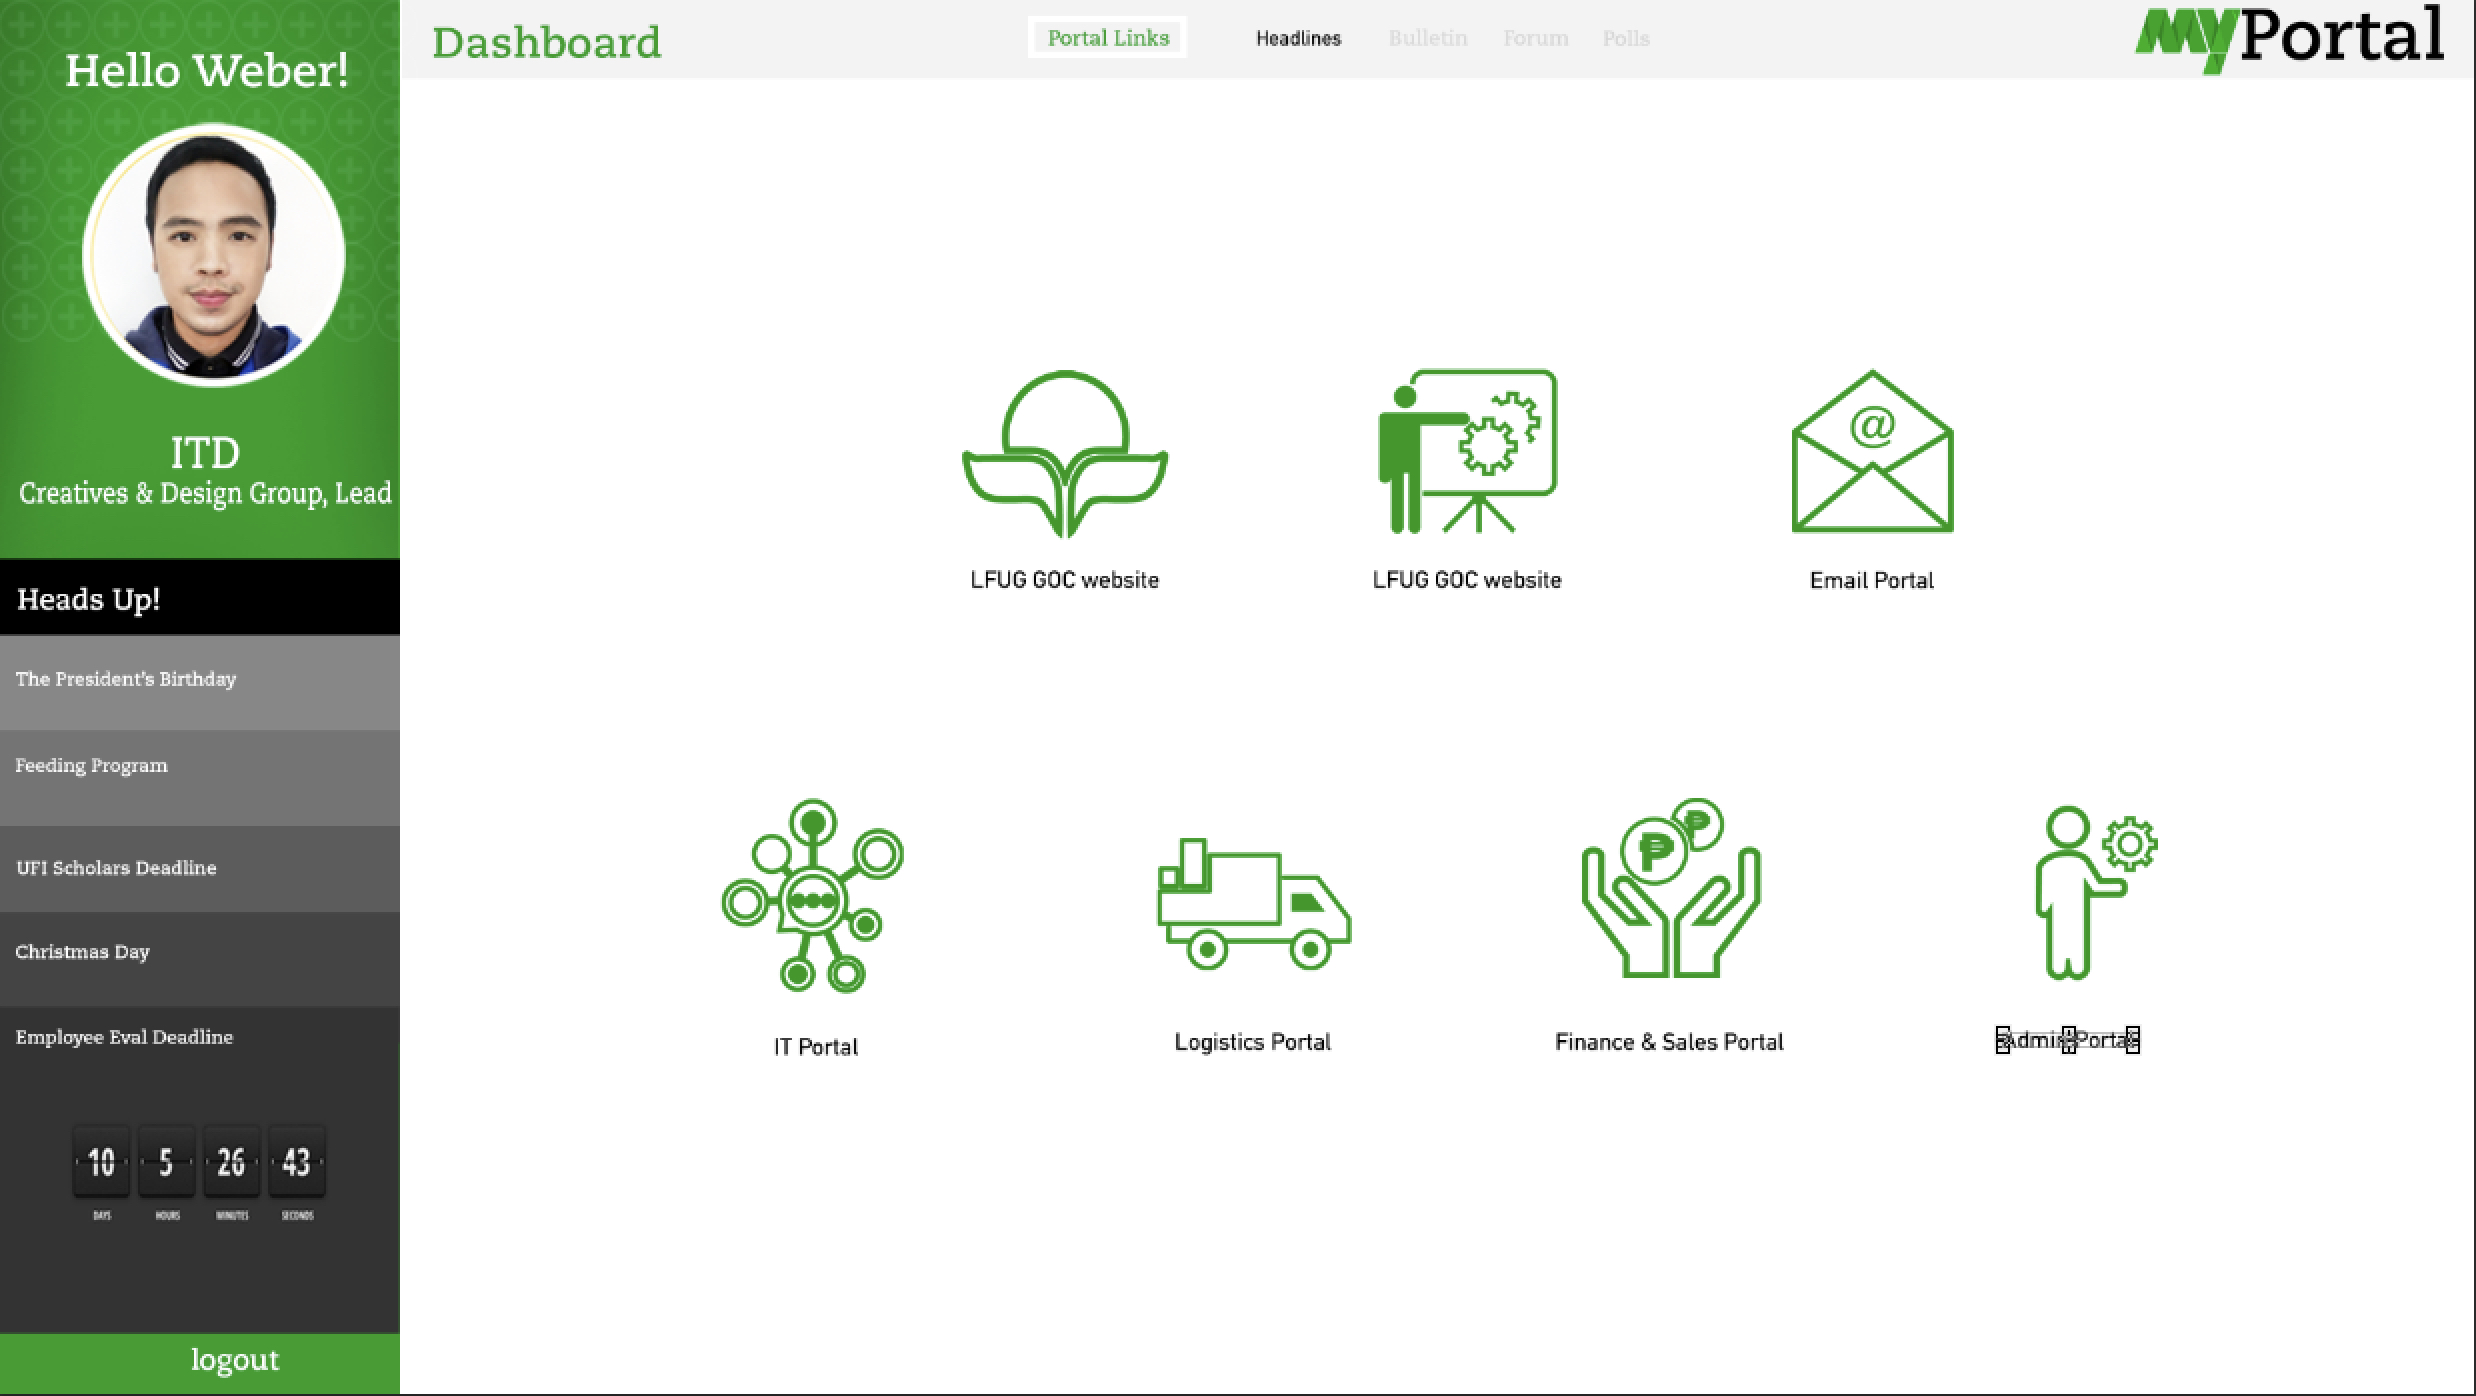 Hello Weber!
ITD
Creatives & Design Group, Lead
Heads Up!
The President's Birthday
Feeding Program
UFI Scholars Deadline
Christmas Day
Employee Eval Deadline
10 5 26 43
DAYS HOURS MINUTES SECONDS
logout
Dashboard
Portal Links Headlines Bulletin Forum Polls
myPortal
@
LFUG GOC website
LFUG GOC website
Email Portal
IT Portal
Logistics Portal
Finance & Sales Portal
Admin Portal